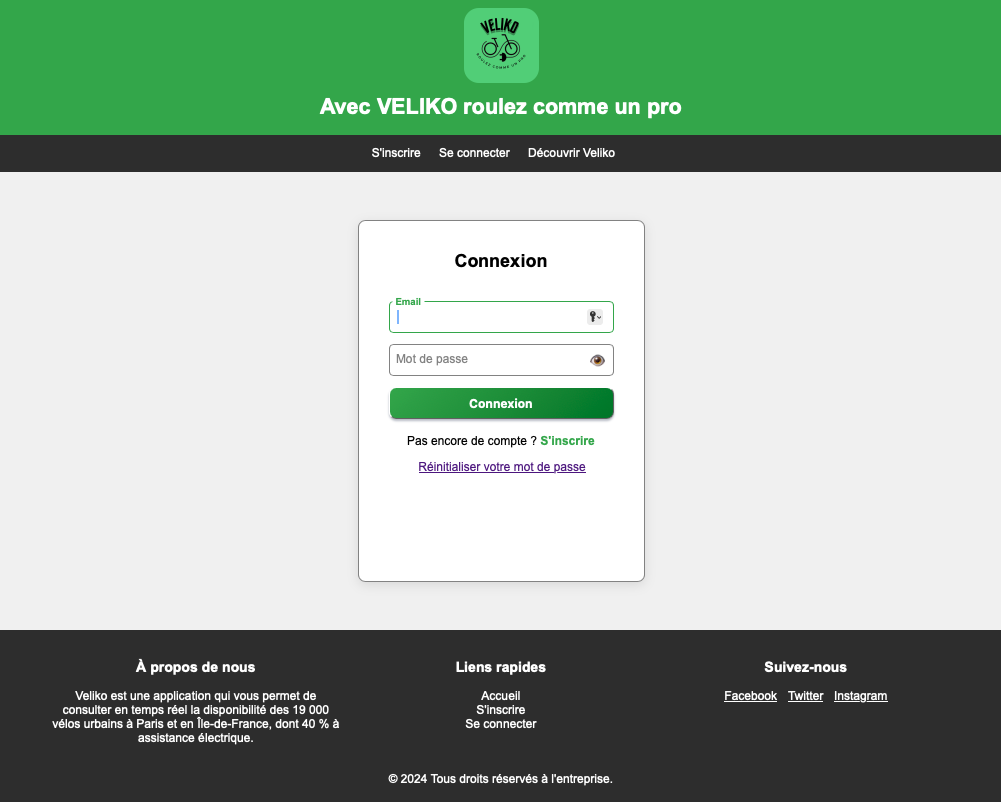 VELIKO
ROULEZ COMME UN PRO
Avec VELIKO roulez comme un pro
S'inscrire
Se connecter
Découvrir Veliko
Connexion
Email
Mot de passe
Connexion
Pas encore de compte ? S'inscrire
Réinitialiser votre mot de passe
À propos de nous
Veliko est une application qui vous permet de
consulter en temps réel la disponibilité des 19 000
vélos urbains à Paris et en Île-de-France, dont 40 % à
assistance électrique.
Liens rapides
Accueil
S'inscrire
Se connecter
Suivez-nous
Facebook Twitter Instagram
© 2024 Tous droits réservés à l'entreprise.